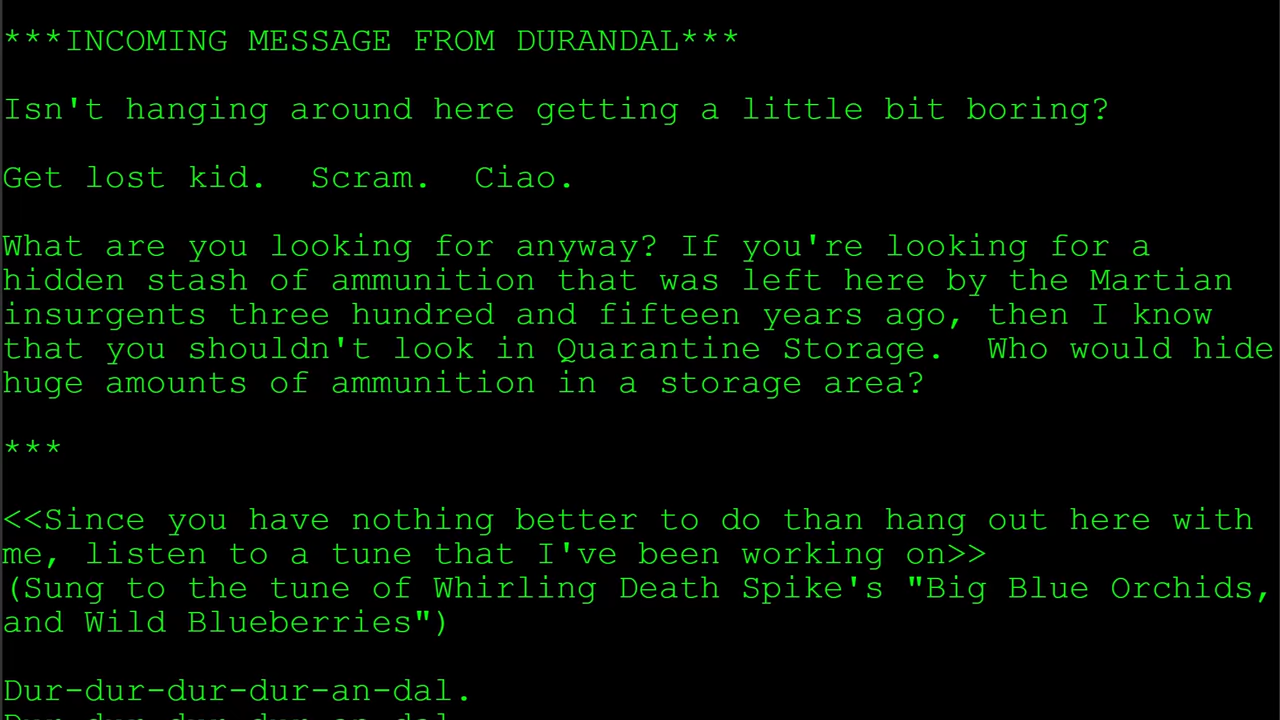 ***INCOMING MESSAGE FROM DURANDAL***
Isn't hanging around here getting a little bit boring?
Get lost kid.  Scram.  Ciao.
What are you looking for anyway? If you're looking for a
hidden stash of ammunition that was left here by the Martian
insurgents three hundred and fifteen years ago, then I know
that you shouldn't look in Quarantine Storage.  Who would hide
huge amounts of ammunition in a storage area?
***
<<Since you have nothing better to do than hang out here with
me, listen to a tune that I've been working on>>
(Sung to the tune of Whirling Death Spike's "Big Blue Orchids,
and Wild Blueberries")
Dur-dur-dur-dur-an-dal.